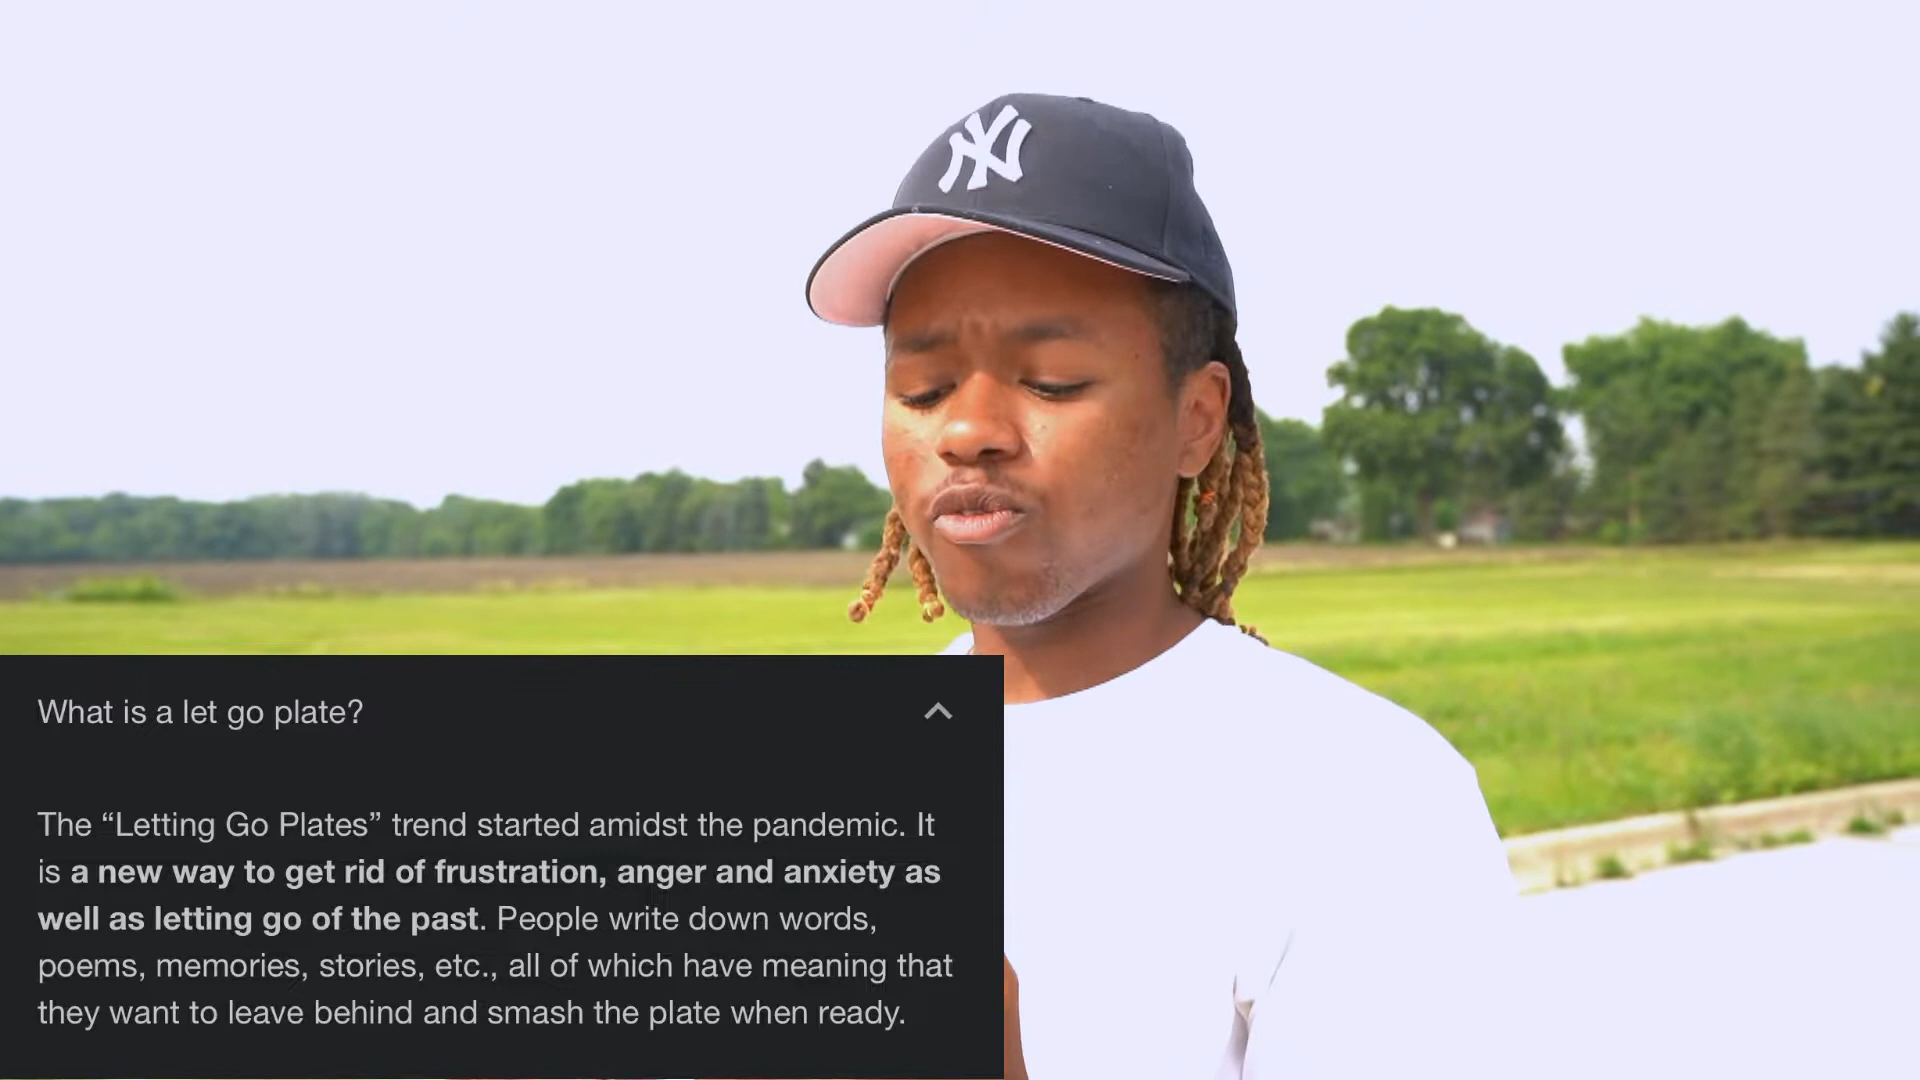 NY
What is a let go plate?
The “Letting Go Plates” trend started amidst the pandemic. It
is a new way to get rid of frustration, anger and anxiety as
well as letting go of the past. People write down words,
poems, memories, stories, etc., all of which have meaning that
they want to leave behind and smash the plate when ready.